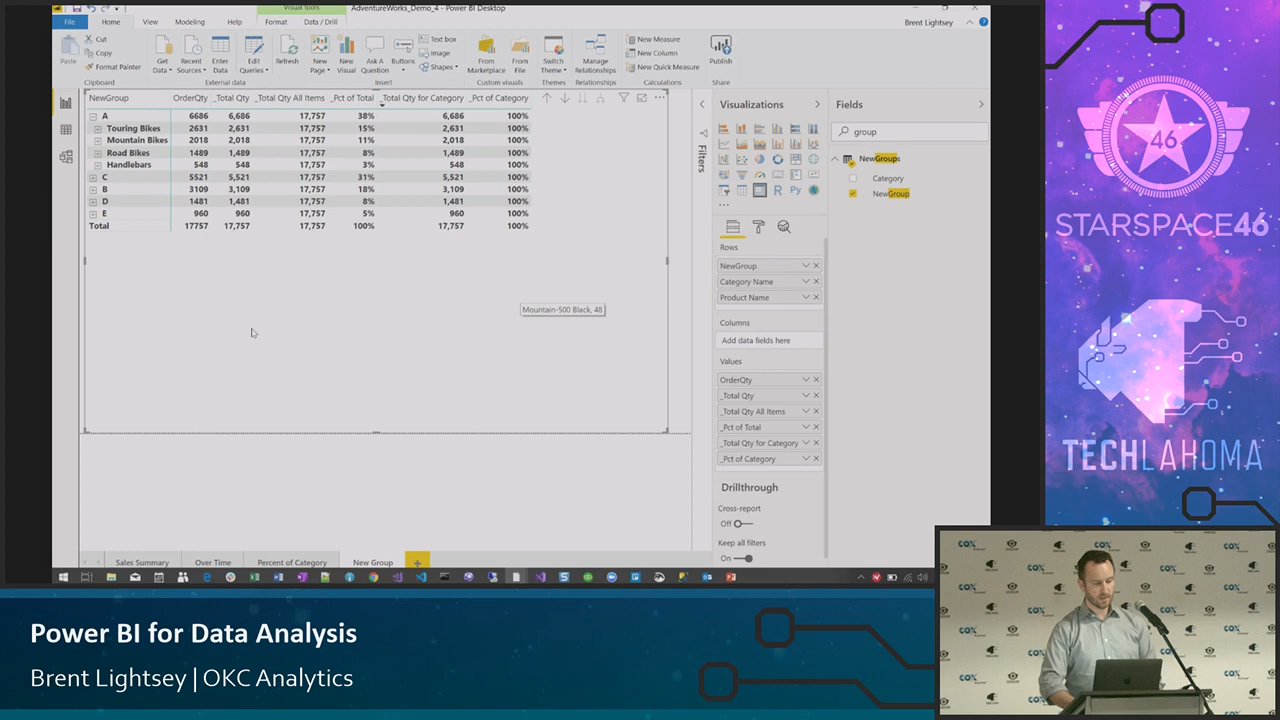 Visual tools
AdventureWorks_Demo_4 - Power BI Desktop
File Home View Modeling Help Format Data / Drill
Brent Lightsey
Paste
Cut
Copy
Format Painter
Clipboard
Get Data
Recent Sources
Enter Data
Edit Queries
External data
Refresh
New Page
New Visual
Ask A Question
Buttons
Text box
Image
Shapes
Insert
From Marketplace
From File
Custom visuals
Switch Theme
Themes
Manage Relationships
Relationships
New Measure
New Column
New Quick Measure
Calculations
Publish
Share
NewGroup OrderQty _Total Qty _Total Qty All Items _Pct of Total _Total Qty for Category _Pct of Category
A 6686 6,686 17,757 38% 6,686 100%
Touring Bikes 2631 2,631 17,757 15% 2,631 100%
Mountain Bikes 2018 2,018 17,757 11% 2,018 100%
Road Bikes 1489 1,489 17,757 8% 1,489 100%
Handlebars 548 548 17,757 3% 548 100%
C 5521 5,521 17,757 31% 5,521 100%
B 3109 3,109 17,757 18% 3,109 100%
D 1481 1,481 17,757 8% 1,481 100%
E 960 960 17,757 5% 960 100%
Total 17757 17,757 17,757 100% 17,757 100%
Mountain-500 Black, 48
Filters
Visualizations
R Py
Rows
NewGroup
Category Name
Product Name
Columns
Add data fields here
Values
OrderQty
_Total Qty
_Total Qty All Items
_Pct of Total
_Total Qty for Category
_Pct of Category
Drillthrough
Cross-report
Off
Keep all filters
On
Fields
group
NewGroups
Category
NewGroup
Sales Summary Over Time Percent of Category New Group
46
STARSPACE46
TECHLAHOMA
COX
Power BI for Data Analysis
Brent Lightsey | OKC Analytics